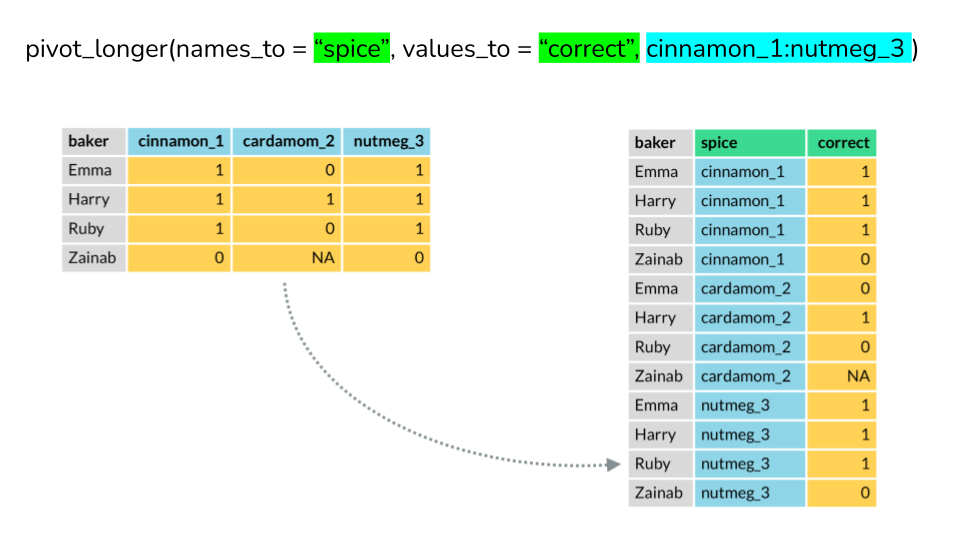 pivot_longer(names_to = “spice”, values_to = “correct”, cinnamon_1:nutmeg_3 )
baker cinnamon_1 cardamom_2 nutmeg_3
Emma 1 0 1
Harry 1 1 1
Ruby 1 0 1
Zainab 0 NA 0
baker spice correct
Emma cinnamon_1 1
Harry cinnamon_1 1
Ruby cinnamon_1 1
Zainab cinnamon_1 0
Emma cardamom_2 0
Harry cardamom_2 1
Ruby cardamom_2 0
Zainab cardamom_2 NA
Emma nutmeg_3 1
Harry nutmeg_3 1
Ruby nutmeg_3 1
Zainab nutmeg_3 0